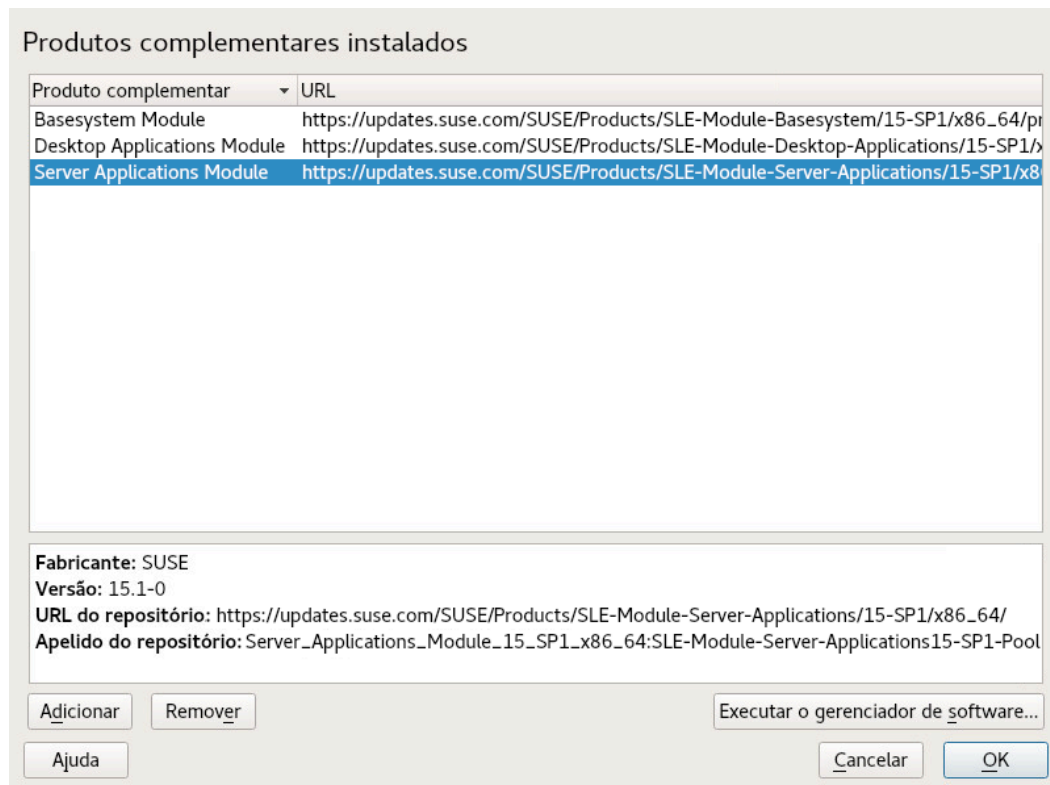 Produtos complementares instalados
Produto complementar URL
Basesystem Module https://updates.suse.com/SUSE/Products/SLE-Module-Basesystem/15-SP1/x86_64/pr
Desktop Applications Module https://updates.suse.com/SUSE/Products/SLE-Module-Desktop-Applications/15-SP1/x
Server Applications Module https://updates.suse.com/SUSE/Products/SLE-Module-Server-Applications/15-SP1/x8
Fabricante: SUSE
Versão: 15.1-0
URL do repositório: https://updates.suse.com/SUSE/Products/SLE-Module-Server-Applications/15-SP1/x86_64/
Apelido do repositório: Server_Applications_Module_15_SP1_x86_64:SLE-Module-Server-Applications15-SP1-Pool
Adicionar Remover Executar o gerenciador de software...
Ajuda Cancelar OK